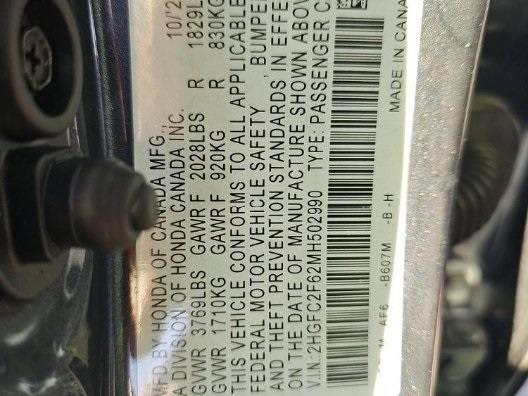 MFD BY HONDA OF CANADA MFG.,
A DIVISION OF HONDA CANADA INC. 10/2
GVWR 3769LBS GAWR F 2028LBS R 1829L
GVWR 1710KG GAWR F 920KG R 830KG
THIS VEHICLE CONFORMS TO ALL APPLICABLE
FEDERAL MOTOR VEHICLE SAFETY, BUMPER
AND THEFT PREVENTION STANDARDS IN EFFE
ON THE DATE OF MANUFACTURE SHOWN ABOV
V.I.N. 2HGFC2F62MH502990 TYPE: PASSENGER C
AF6 -B607M -B -H
MADE IN CANA